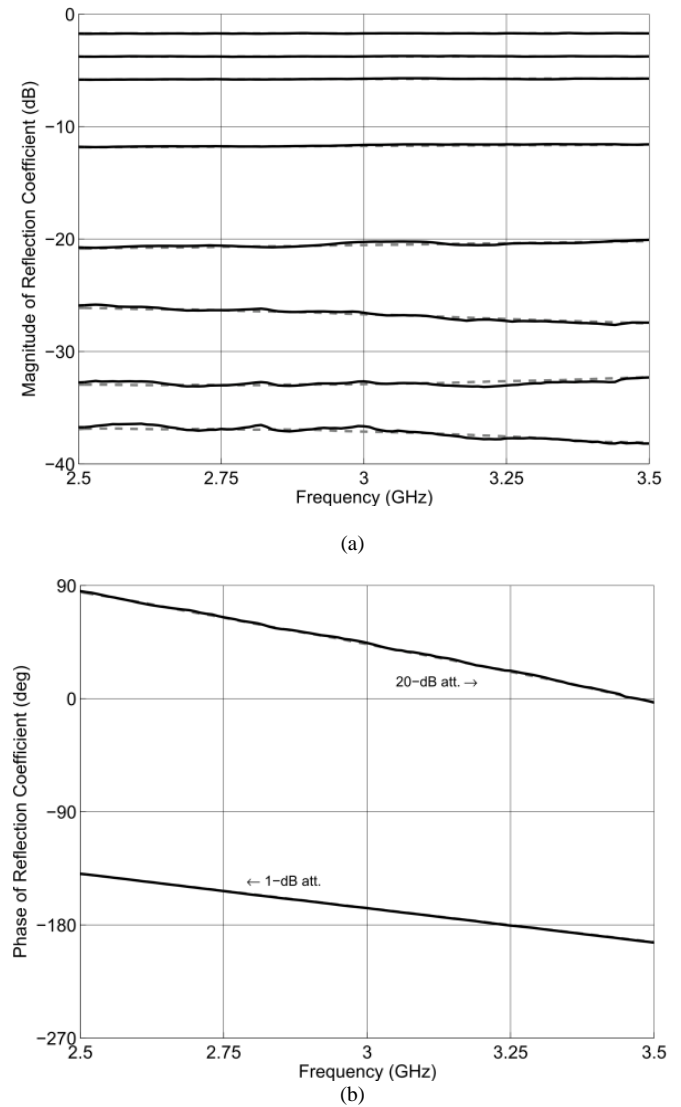 0
−10
−20
−30
−40
Magnitude of Reflection Coefficient (dB)
2.5 2.75 3 3.25 3.5
Frequency (GHz)
(a)
90
0
−90
−180
−270
Phase of Reflection Coefficient (deg)
20−dB att. →
← 1−dB att.
2.5 2.75 3 3.25 3.5
Frequency (GHz)
(b)